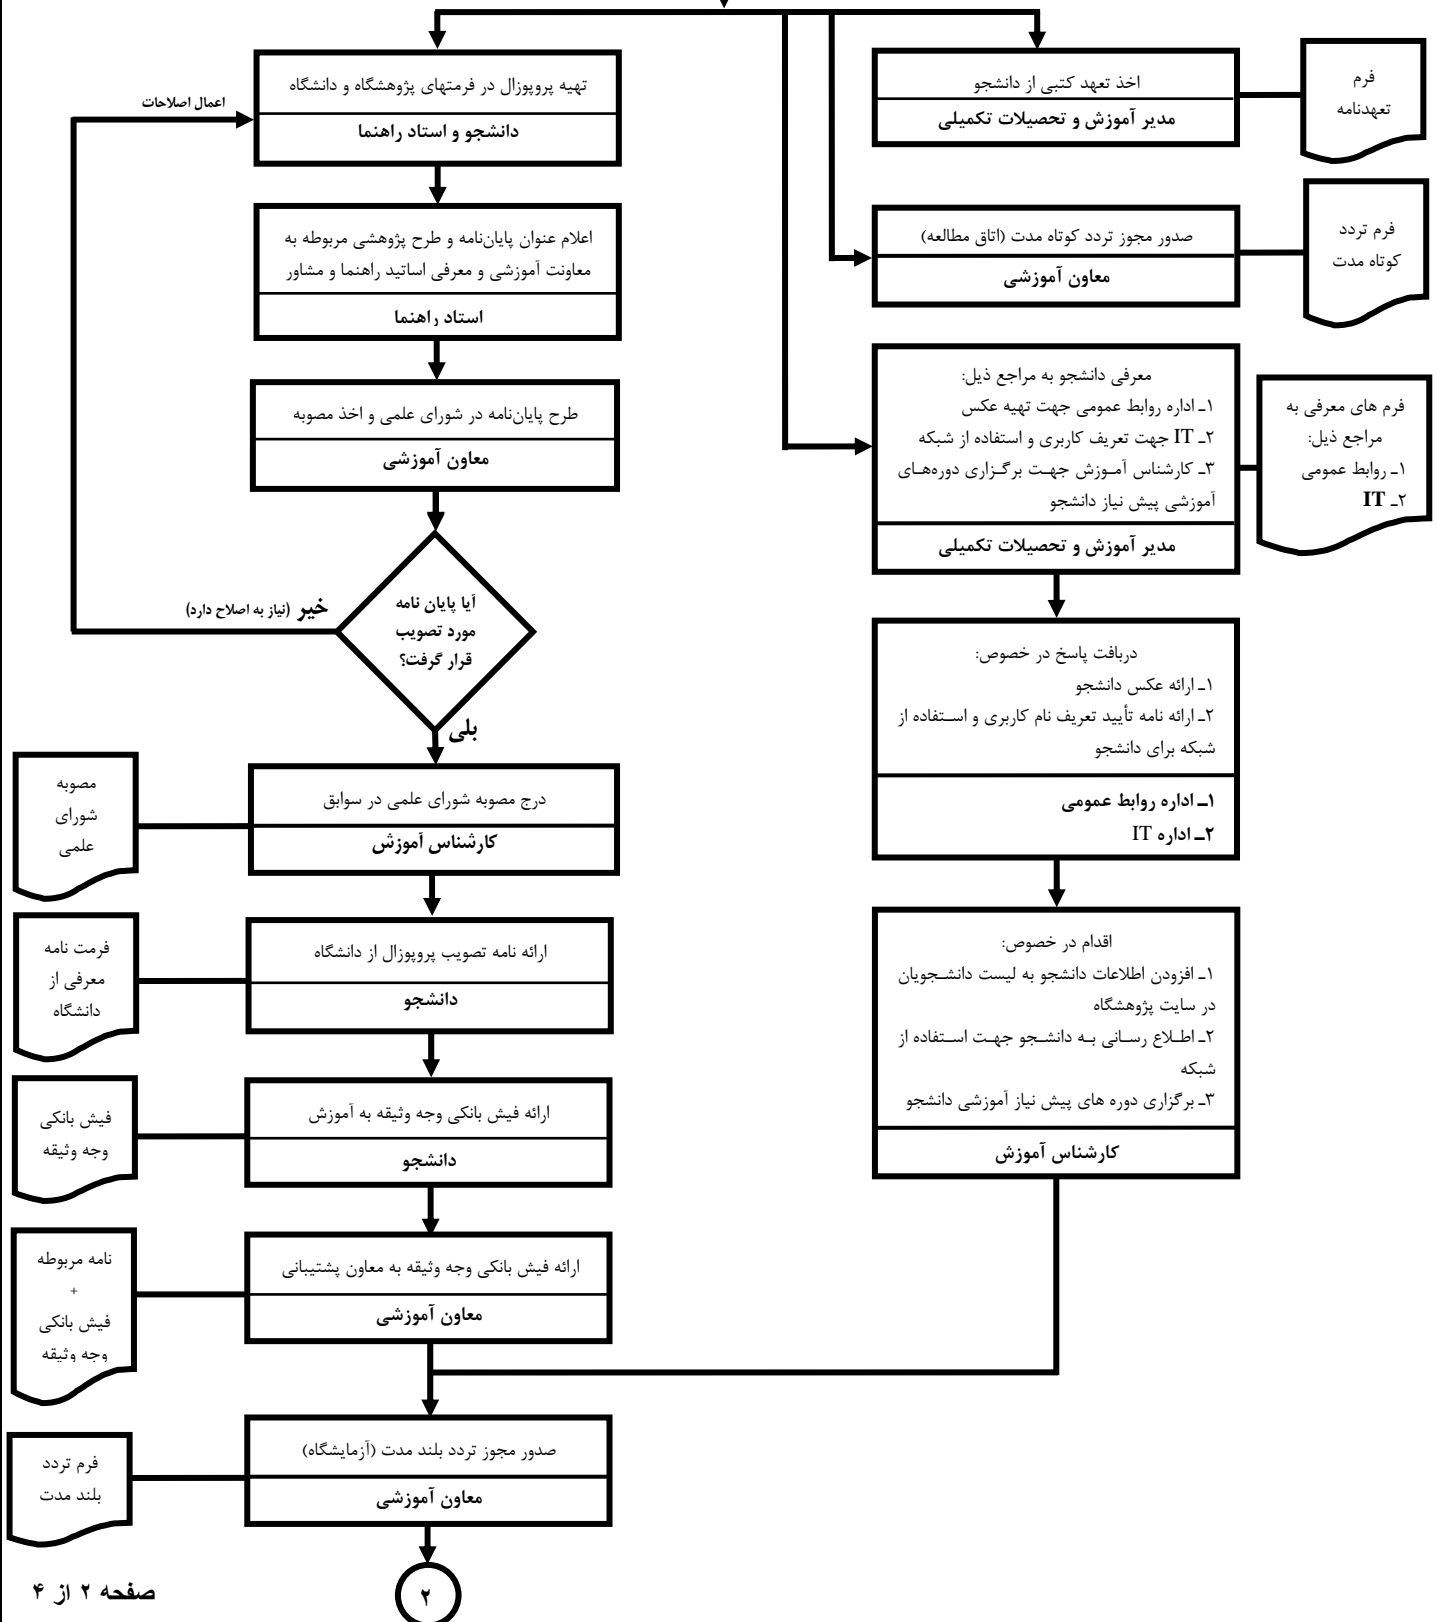 اخذ تعهد کتبی از دانشجو
مدیر آموزش و تحصیلات تکمیلی
فرم
تعهدنامه
صدور مجوز تردد کوتاه مدت (اتاق مطالعه)
معاون آموزشی
فرم تردد
کوتاه مدت
معرفی دانشجو به مراجع ذیل:
۱ـ اداره روابط عمومی جهت تهیه عکس
۲ـ IT جهت تعریف کاربری و استفاده از شبکه
۳ـ کارشناس آمـوزش جهـت برگـزاری دوره‌هـای
آموزشی پیش نیاز دانشجو
مدیر آموزش و تحصیلات تکمیلی
فرم های معرفی به
مراجع ذیل:
۱ـ روابط عمومی
۲ـ IT
دریافت پاسخ در خصوص:
۱ـ ارائه عکس دانشجو
۲ـ ارائه نامه تأیید تعریف نام کاربری و اسـتفاده از
شبکه برای دانشجو
۱ـ اداره روابط عمومی
۲ـ اداره IT
اقدام در خصوص:
۱ـ افزودن اطلاعات دانشجو به لیست دانشـجویان
در سایت پژوهشگاه
۲ـ اطـلاع رسـانی بـه دانشـجو جهـت اسـتفاده از
شبکه
۳ـ برگزاری دوره های پیش نیاز آموزشی دانشجو
کارشناس آموزش
تهیه پروپوزال در فرمتهای پژوهشگاه و دانشگاه
دانشجو و استاد راهنما
اعمال اصلاحات
اعلام عنوان پایان‌نامه و طرح پژوهشی مربوطه به
معاونت آموزشی و معرفی اساتید راهنما و مشاور
استاد راهنما
طرح پایان‌نامه در شورای علمی و اخذ مصوبه
معاون آموزشی
آیا پایان نامه
مورد تصویب
قرار گرفت؟
خیر (نیاز به اصلاح دارد)
بلی
درج مصوبه شورای علمی در سوابق
کارشناس آموزش
مصوبه
شورای
علمی
ارائه نامه تصویب پروپوزال از دانشگاه
دانشجو
فرمت نامه
معرفی از
دانشگاه
ارائه فیش بانکی وجه وثیقه به آموزش
دانشجو
فیش بانکی
وجه وثیقه
ارائه فیش بانکی وجه وثیقه به معاون پشتیبانی
معاون آموزشی
نامه مربوطه
+
فیش بانکی
وجه وثیقه
صدور مجوز تردد بلند مدت (آزمایشگاه)
معاون آموزشی
فرم تردد
بلند مدت
۲
صفحه ۲ از ۴